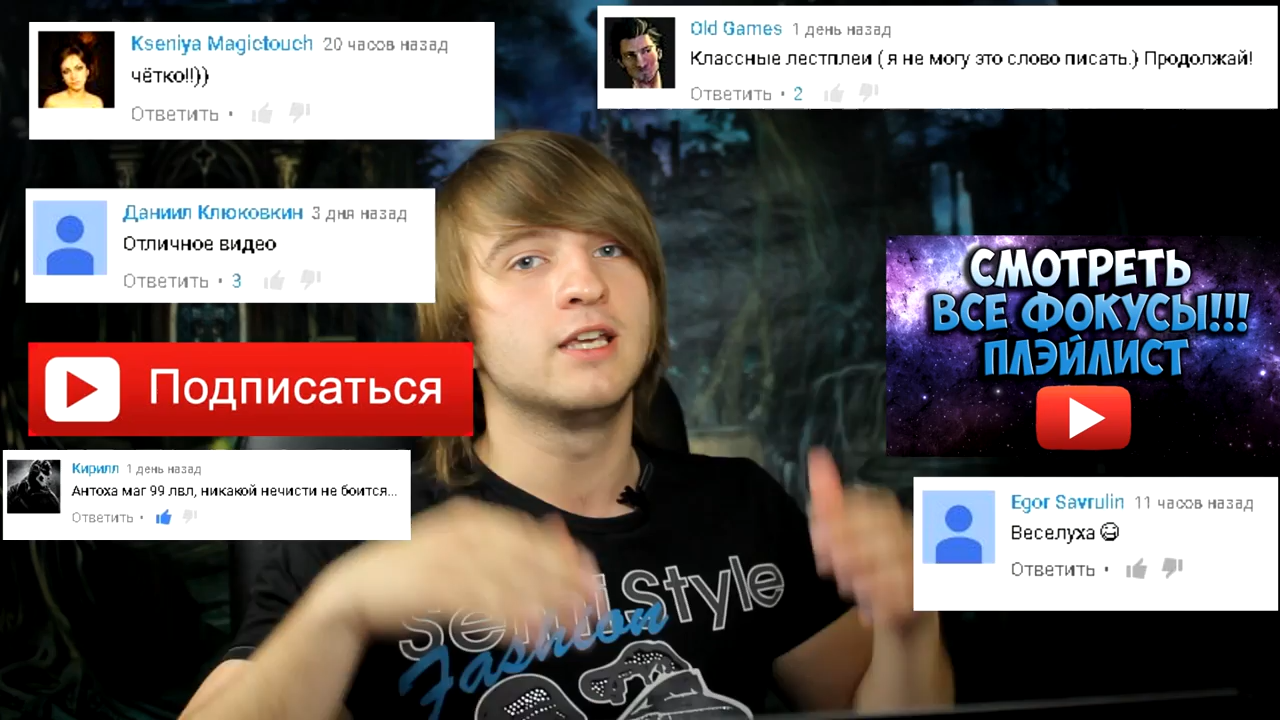 Kseniya Magictouch 20 часов назад
чётко!!))
Ответить •
Old Games 1 день назад
Классные лестплеи ( я не могу это слово писать.) Продолжай!
Ответить • 2
Даниил Клюковкин 3 дня назад
Отличное видео
Ответить • 3
СМОТРЕТЬ
ВСЕ ФОКУСЫ!!!
ПЛЭЙЛИСТ
Подписаться
Кирилл 1 день назад
Антоха маг 99 лвл, никакой нечисти не боится...
Ответить •
Egor Savrulin 11 часов назад
Веселуха
Ответить •
Semi Style
Fashion